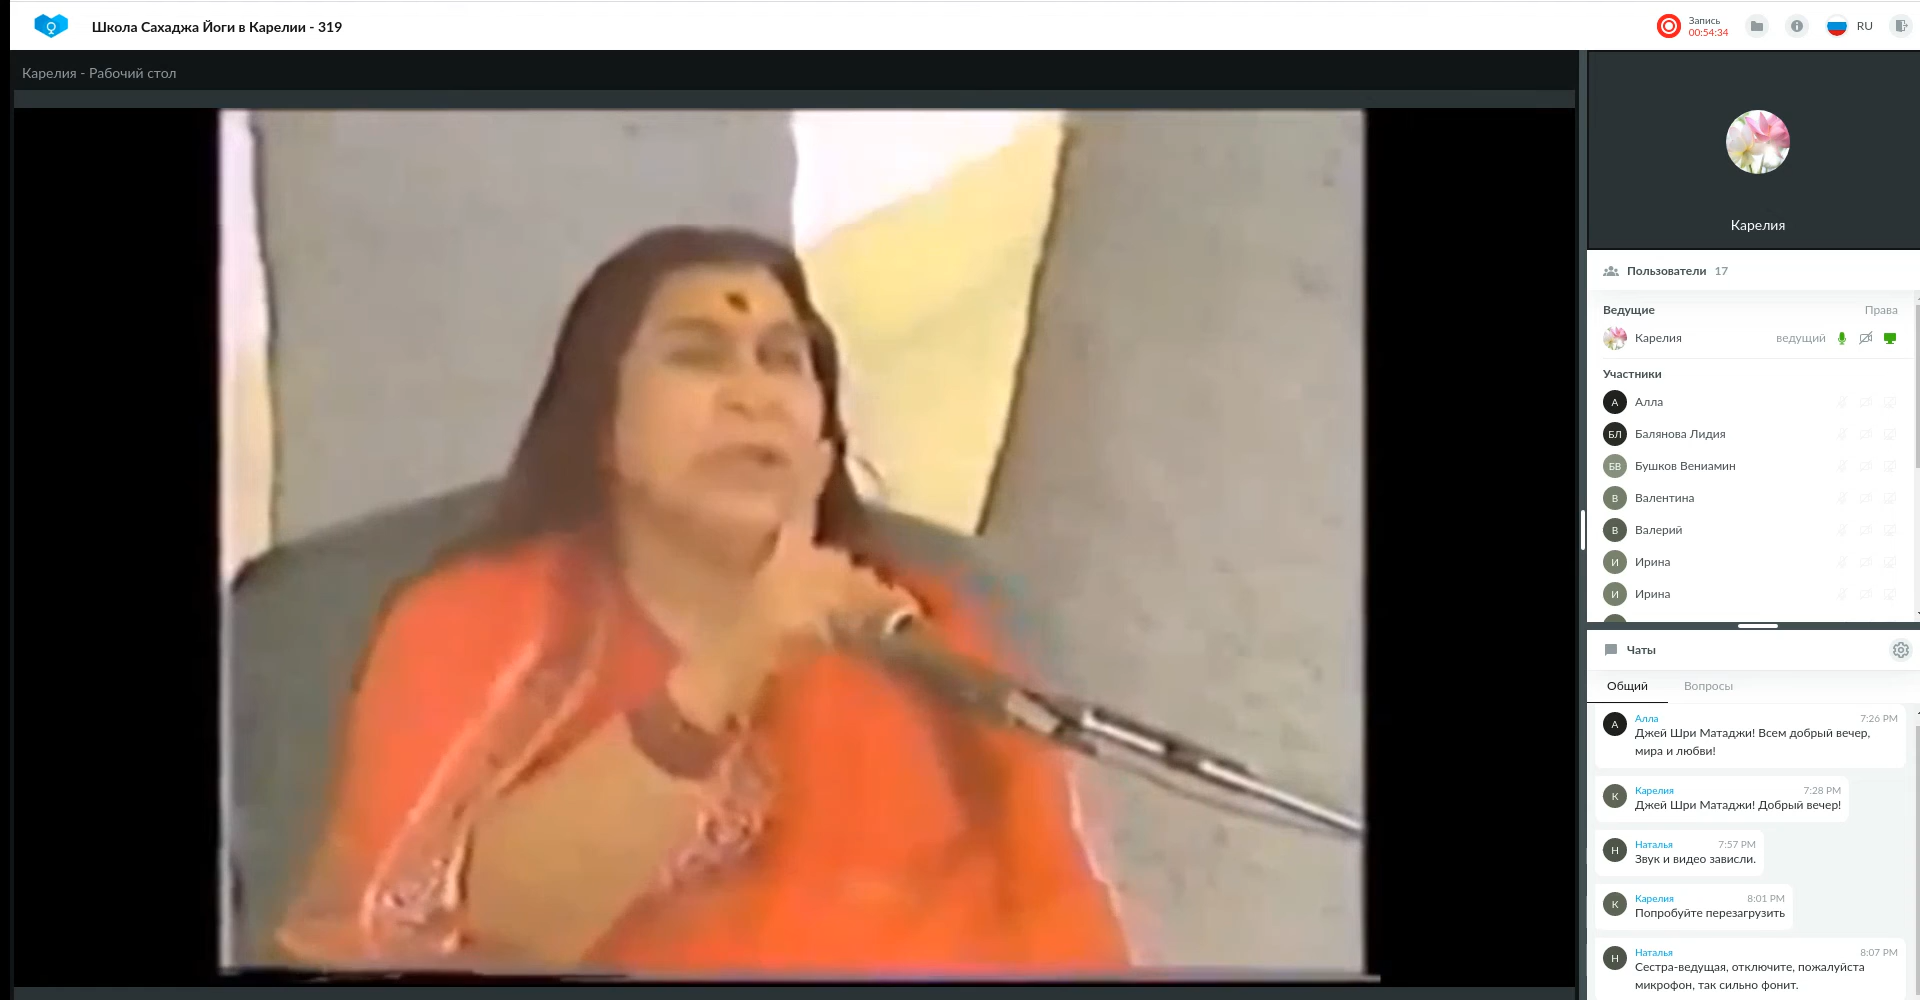 Школа Сахаджа Йоги в Карелии - 319
Запись
00:54:34
RU
Карелия - Рабочий стол
Карелия
Пользователи 17
Ведущие Права
Карелия ведущий
Участники
А Алла
БЛ Балянова Лидия
БВ Бушков Вениамин
В Валентина
В Валерий
И Ирина
И Ирина
Чаты
Общий Вопросы
А Алла 7:26 PM
Джей Шри Матаджи! Всем добрый вечер,
мира и любви!
К Карелия 7:28 PM
Джей Шри Матаджи! Добрый вечер!
Н Наталья 7:57 PM
Звук и видео зависли.
К Карелия 8:01 PM
Попробуйте перезагрузить
Н Наталья 8:07 PM
Сестра-ведущая, отключите, пожалуйста
микрофон, так сильно фонит.